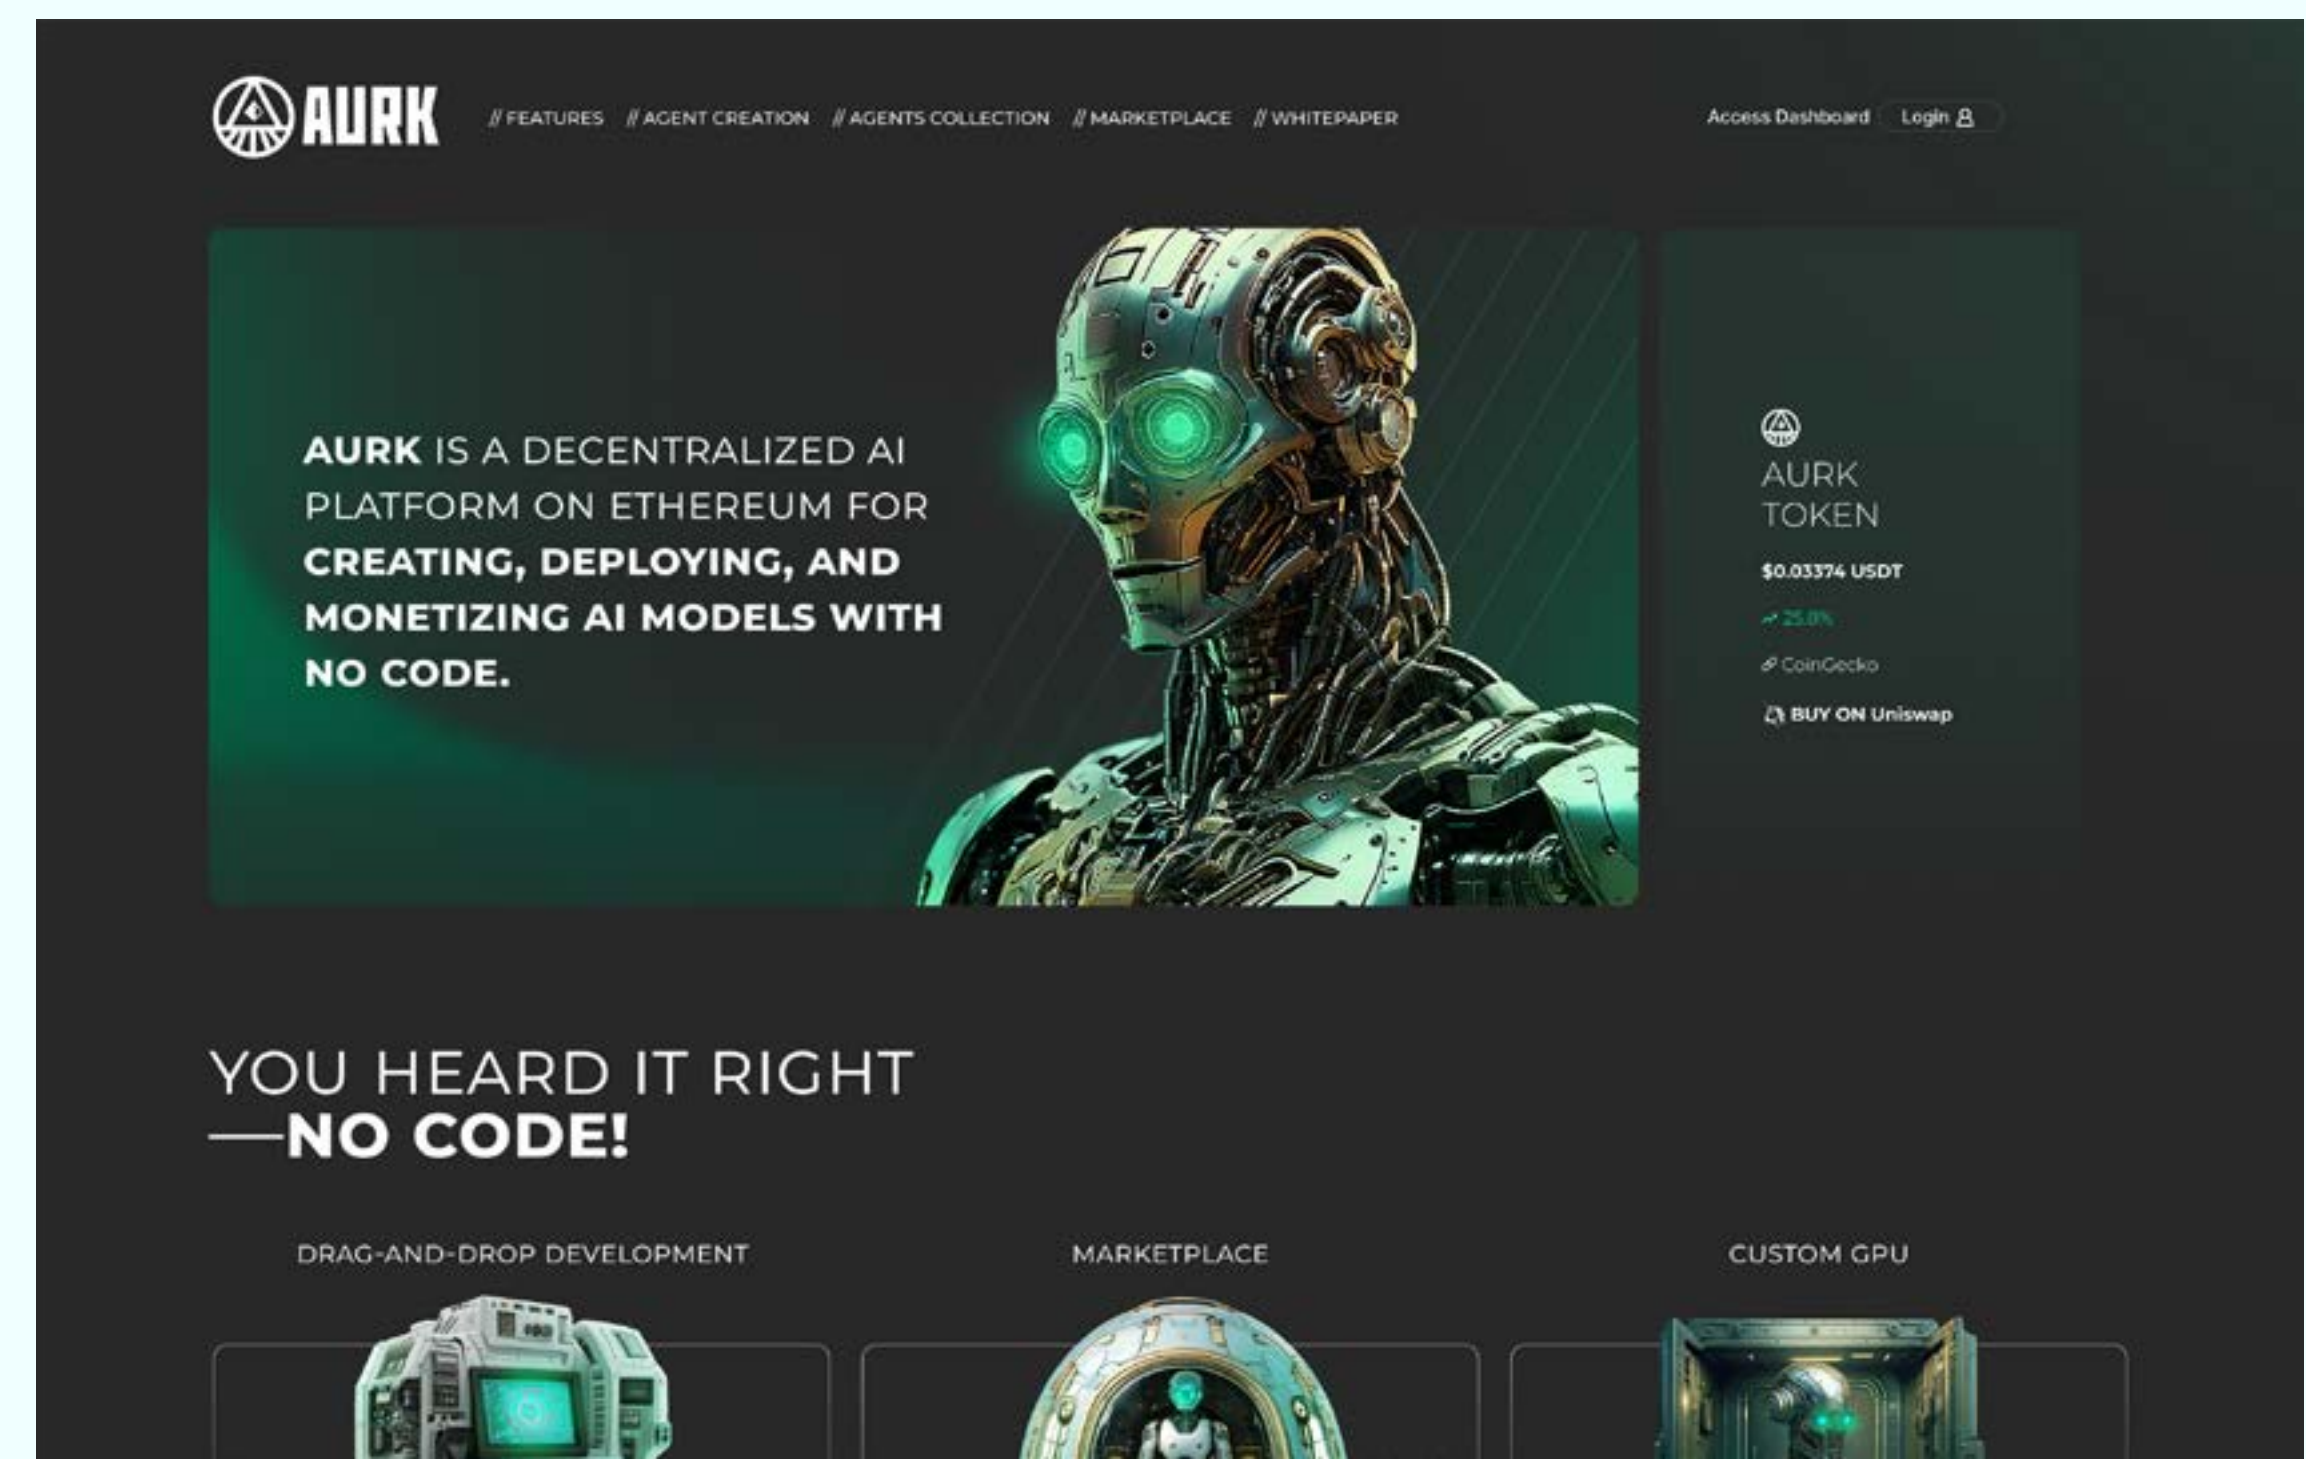 AURK
// FEATURES // AGENT CREATION // AGENTS COLLECTION // MARKETPLACE // WHITEPAPER
Access Dashboard Login
AURK IS A DECENTRALIZED AI
PLATFORM ON ETHEREUM FOR
CREATING, DEPLOYING, AND
MONETIZING AI MODELS WITH
NO CODE.
AURK
TOKEN
$0.03374 USDT
25.0%
CoinGecko
BUY ON Uniswap
YOU HEARD IT RIGHT
—NO CODE!
DRAG-AND-DROP DEVELOPMENT
MARKETPLACE
CUSTOM GPU